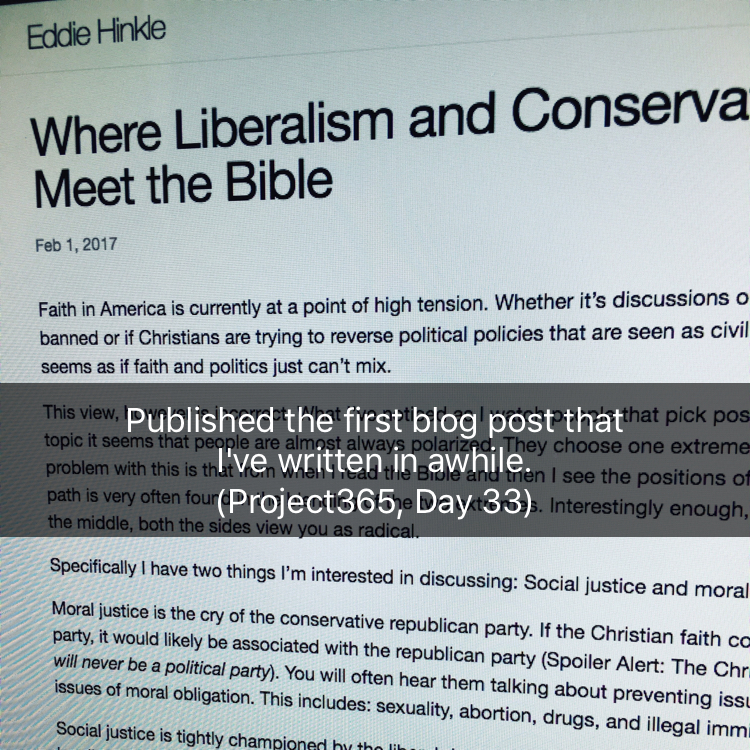 Eddie Hinkle
Where Liberalism and Conserva
Meet the Bible
Feb 1, 2017
Faith in America is currently at a point of high tension. Whether it's discussions o
banned or if Christians are trying to reverse political policies that are seen as civil
seems as if faith and politics just can't mix.
This view, that pick pos
Published the first blog post that
topic it seems that people are almost always polarized. They choose one extreme
I've written in awhile.
problem with this is that from when I read the Bible and then I see the positions of
(Project365, Day 33)
path is very often extremes. Interestingly enough,
the middle, both the sides view you as radical.
Specifically I have two things I'm interested in discussing: Social justice and moral
Moral justice is the cry of the conservative republican party. If the Christian faith co
party, it would likely be associated with the republican party (Spoiler Alert: The Chr
will never be a political party). You will often hear them talking about preventing issu
issues of moral obligation. This includes: sexuality, abortion, drugs, and illegal imm
Social justice is tightly championed by the